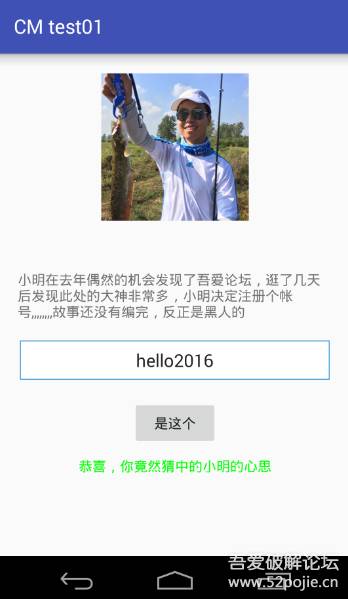 CM test01
小明在去年偶然的机会发现了吾爱论坛，逛了几天
后发现此处的大神非常多，小明决定注册个帐
号,,,,,,,,故事还没有编完，反正是黑人的
hello2016
是这个
恭喜，你竟然猜中的小明的心思
吾爱破解论坛
www.52pojie.cn